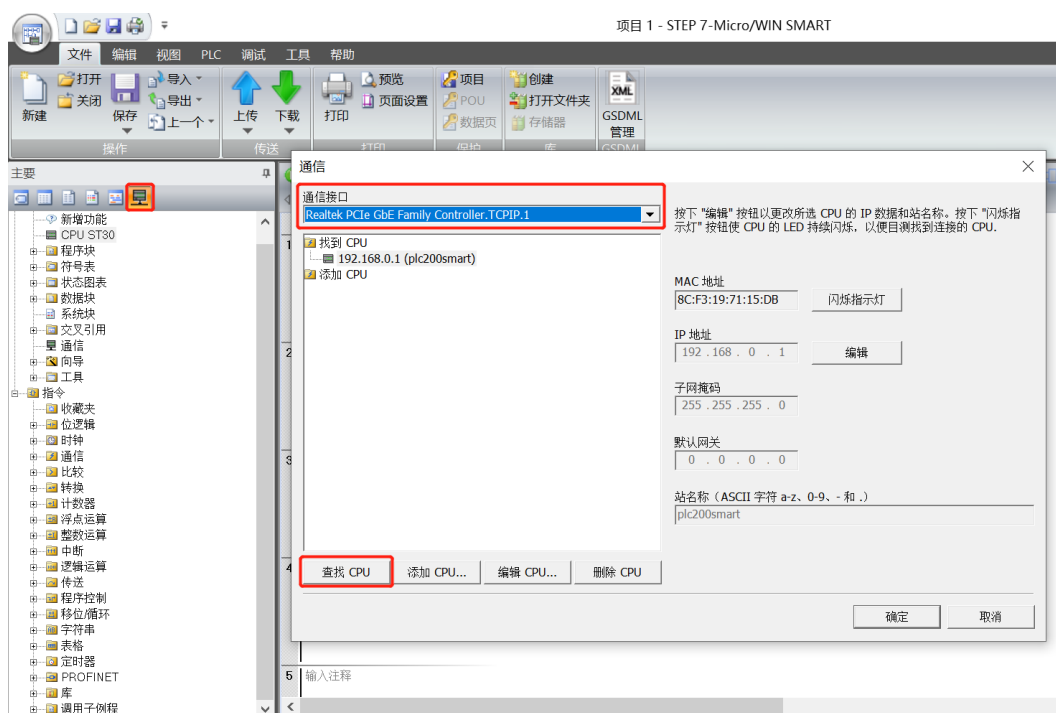 项目 1 - STEP 7-Micro/WIN SMART
文件 编辑 视图 PLC 调试 工具 帮助
新建
打开
关闭
保存
导入
导出
上一个
操作
上传
下载
传送
打印
预览
页面设置
打印
项目
POU
数据页
保护
创建
打开文件夹
存储器
库
XML
GSDML
管理
GSDML
主要
新增功能
CPU ST30
程序块
符号表
状态图表
数据块
系统块
交叉引用
通信
向导
工具
指令
收藏夹
位逻辑
时钟
通信
比较
转换
计数器
浮点运算
整数运算
中断
逻辑运算
传送
程序控制
移位/循环
字符串
表格
定时器
PROFINET
库
调用子例程
1
2
3
4
5 输入注释
通信
通信接口
Realtek PCIe GbE Family Controller.TCPIP.1
找到 CPU
192.168.0.1 (plc200smart)
添加 CPU
查找 CPU 添加 CPU... 编辑 CPU... 删除 CPU
按下 "编辑" 按钮以更改所选 CPU 的 IP 数据和站名称。按下 "闪烁指
示灯" 按钮使 CPU 的 LED 持续闪烁，以便目测找到连接的 CPU.
MAC 地址
8C:F3:19:71:15:DB 闪烁指示灯
IP 地址
192 . 168 . 0 . 1 编辑
子网掩码
255 . 255 . 255 . 0
默认网关
0 . 0 . 0 . 0
站名称（ASCII 字符 a-z、0-9、- 和 .）
plc200smart
确定 取消